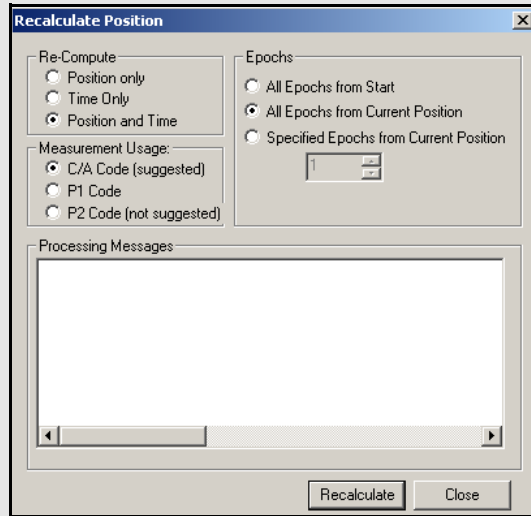 Recalculate Position
Re-Compute
Position only
Time Only
Position and Time
Measurement Usage:
C/A Code (suggested)
P1 Code
P2 Code (not suggested)
Epochs
All Epochs from Start
All Epochs from Current Position
Specified Epochs from Current Position
1
Processing Messages
Recalculate
Close